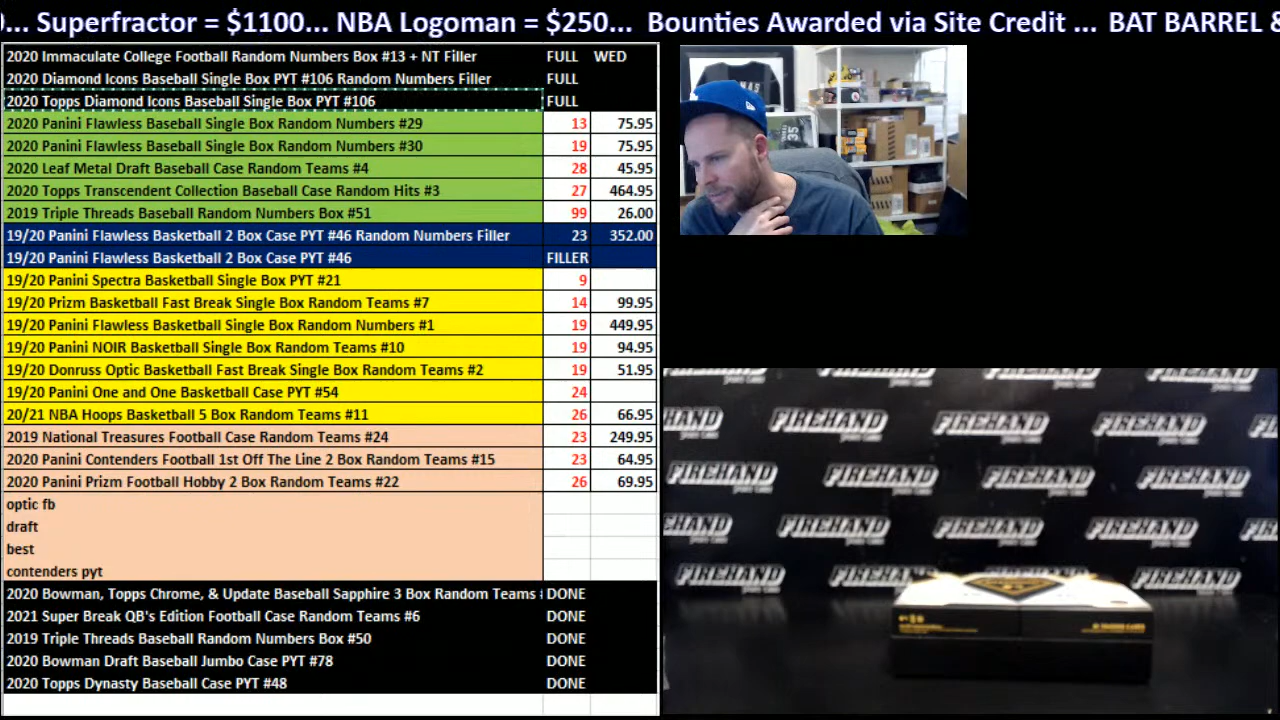 0... Superfractor = $1100... NBA Logoman = $250... Bounties Awarded via Site Credit ... BAT BARREL &
2020 Immaculate College Football Random Numbers Box #13 + NT Filler FULL WED
2020 Diamond Icons Baseball Single Box PYT #106 Random Numbers Filler FULL
2020 Topps Diamond Icons Baseball Single Box PYT #106 FULL
2020 Panini Flawless Baseball Single Box Random Numbers #29 13 75.95
2020 Panini Flawless Baseball Single Box Random Numbers #30 19 75.95
2020 Leaf Metal Draft Baseball Case Random Teams #4 28 45.95
2020 Topps Transcendent Collection Baseball Case Random Hits #3 27 464.95
2019 Triple Threads Baseball Random Numbers Box #51 99 26.00
19/20 Panini Flawless Basketball 2 Box Case PYT #46 Random Numbers Filler 23 352.00
19/20 Panini Flawless Basketball 2 Box Case PYT #46 FILLER
19/20 Panini Spectra Basketball Single Box PYT #21 9
19/20 Prizm Basketball Fast Break Single Box Random Teams #7 14 99.95
19/20 Panini Flawless Basketball Single Box Random Numbers #1 19 449.95
19/20 Panini NOIR Basketball Single Box Random Teams #10 19 94.95
19/20 Donruss Optic Basketball Fast Break Single Box Random Teams #2 19 51.95
19/20 Panini One and One Basketball Case PYT #54 24
20/21 NBA Hoops Basketball 5 Box Random Teams #11 26 66.95
2019 National Treasures Football Case Random Teams #24 23 249.95
2020 Panini Contenders Football 1st Off The Line 2 Box Random Teams #15 23 64.95
2020 Panini Prizm Football Hobby 2 Box Random Teams #22 26 69.95
optic fb
draft
best
contenders pyt
2020 Bowman, Topps Chrome, & Update Baseball Sapphire 3 Box Random Teams DONE
2021 Super Break QB's Edition Football Case Random Teams #6 DONE
2019 Triple Threads Baseball Random Numbers Box #50 DONE
2020 Bowman Draft Baseball Jumbo Case PYT #78 DONE
2020 Topps Dynasty Baseball Case PYT #48 DONE
35
FIREHAND FIREHAND FIREHAND
FIREHAND FIREHAND FIREHAND
FIREHAND FIREHAND FIREHAND
FIREHAND FIREHAND FIREHAND